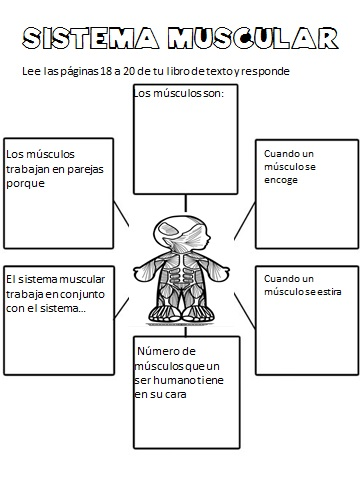 SISTEMA MUSCULAR
Lee las páginas 18 a 20 de tu libro de texto y responde
Los músculos son:
Los músculos
trabajan en parejas
porque
Cuando un
músculo se
encoge
El sistema muscular
trabaja en conjunto
con el sistema...
Cuando un
músculo se estira
Número de
músculos que un
ser humano tiene
en su cara